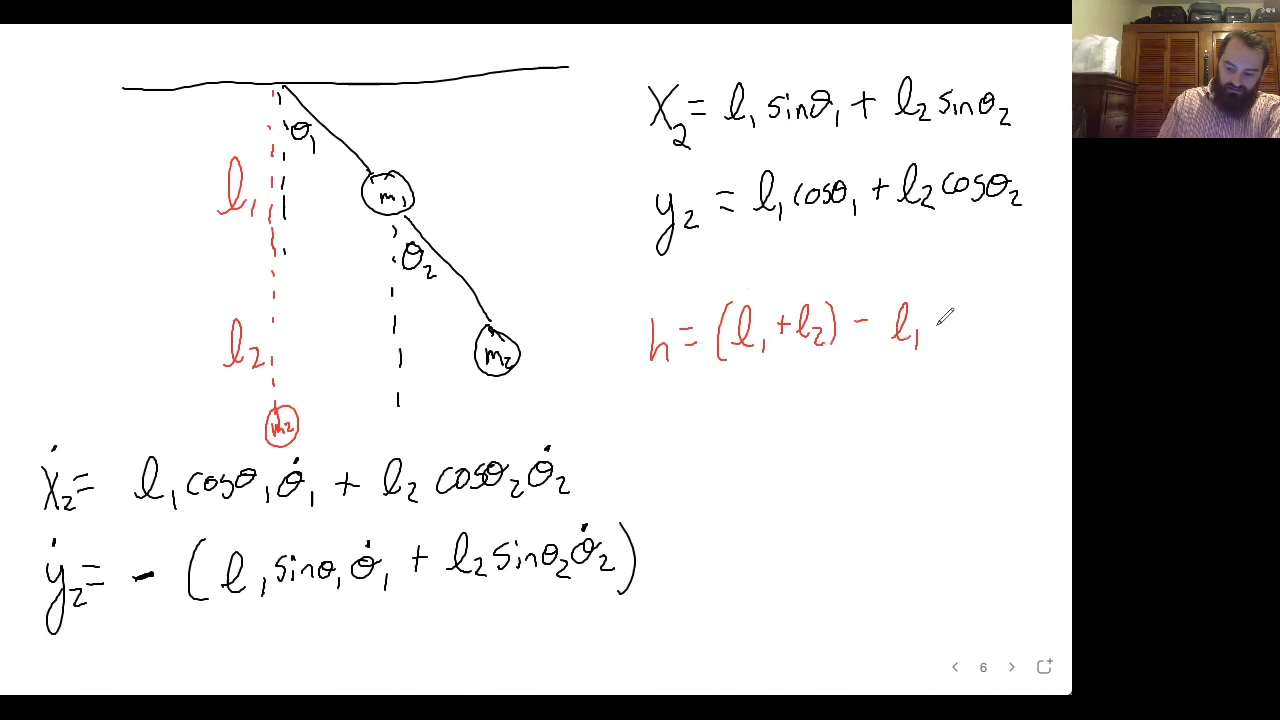 x₂ = l₁ sinθ₁ + l₂ sinθ₂
y₂ = l₁ cosθ₁ + l₂ cosθ₂
h = (l₁ + l₂) − l₁
θ₁
l₁
m₁
θ₂
l₂
m₂
m₂
ẋ₂ = l₁ cosθ₁ θ̇₁ + l₂ cosθ₂ θ̇₂
ẏ₂ = − (l₁ sinθ₁ θ̇₁ + l₂ sinθ₂ θ̇₂)
6